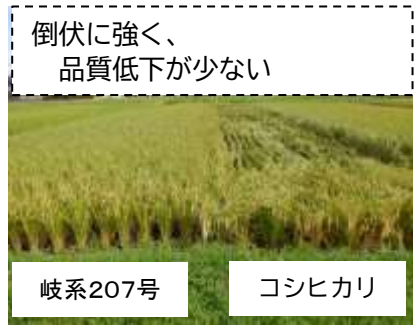 倒伏に強く、
品質低下が少ない
岐系207号
コシヒカリ